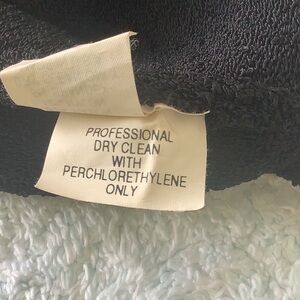 PROFESSIONAL
DRY CLEAN
WITH
PERCHLORETHYLENE
ONLY